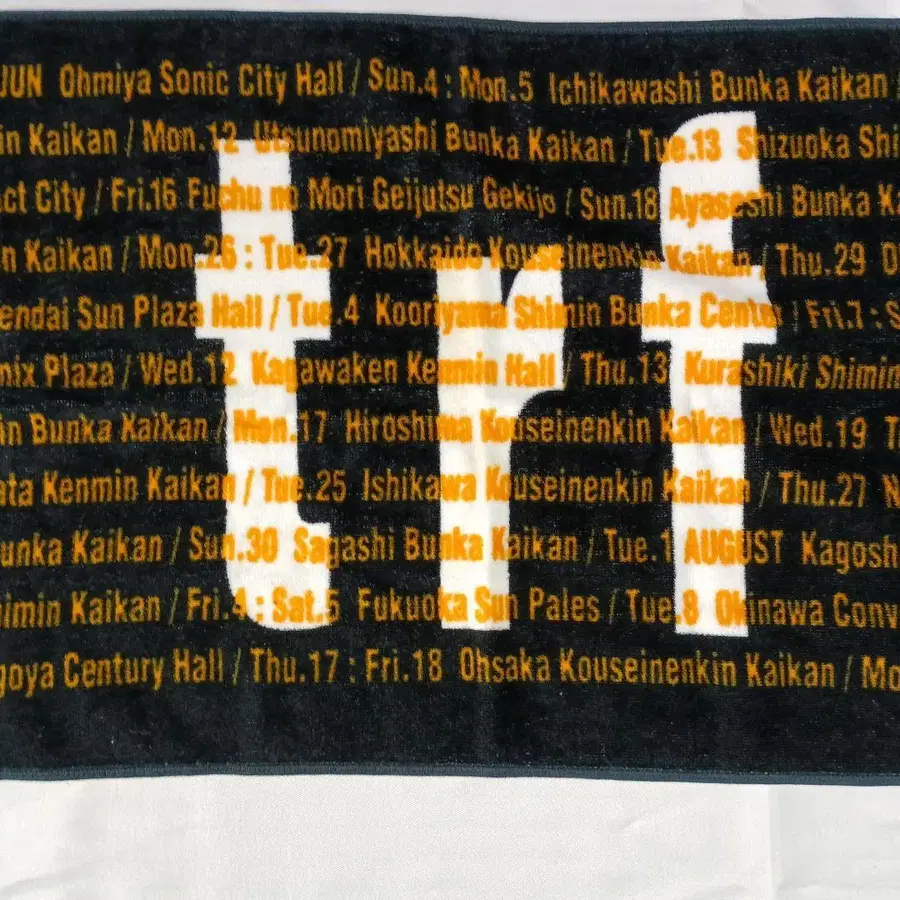 JUN Ohmiya Sonic City Hall / Sun.4 : Mon.5 Ichikawashi Bunka Kaikan /
in Kaikan / Mon.12 Utsunomiyashi Bunka Kaikan / Tue.13 Shizuoka Shi
act City / Fri.16 Fuchu no Mori Geijutsu Gekijo / Sun.18 Ayaseshi Bunka Ka
n Kaikan / Mon.26 : Tue.27 Hokkaido Kouseinenkin Kaikan / Thu.29
endai Sun Plaza Hall / Tue.4 Kooriyama Shimin Bunka Center / Fri.7 : S
mix Plaza / Wed.12 Kagawaken Kenmin Hall / Thu.13 Kurashiki Shimin
in Bunka Kaikan / Mon.17 Hiroshima Kouseinenkin Kaikan / Wed.19 T
ata Kenmin Kaikan / Tue.25 Ishikawa Kouseinenkin Kaikan / Thu.27 N
unka Kaikan / Sun.30 Sagashi Bunka Kaikan / Tue.1 AUGUST Kagosh
himin Kaikan / Fri.4 : Sat.5 Fukuoka Sun Pales / Tue.8 Okinawa Conv
goya Century Hall / Thu.17 : Fri.18 Ohsaka Kouseinenkin Kaikan / Mo
trf